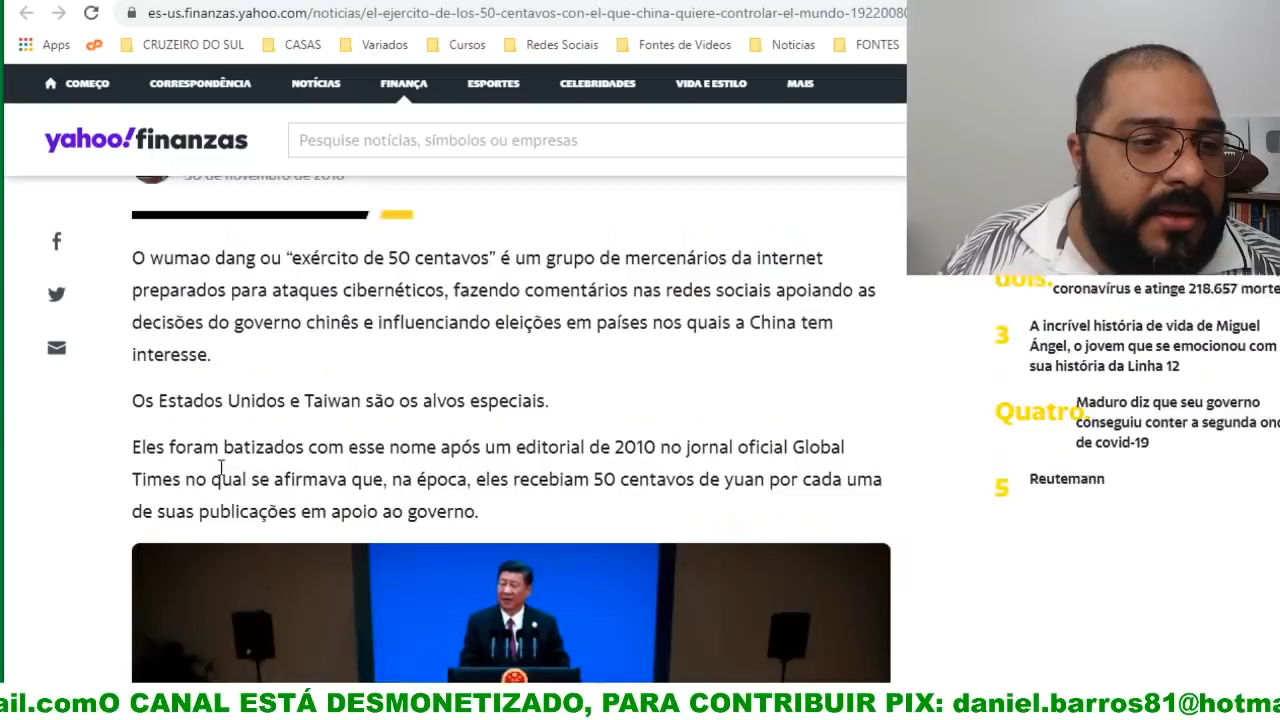 es-us.finanzas.yahoo.com/noticias/el-ejercito-de-los-50-centavos-con-el-que-china-quiere-controlar-el-mundo-19220080
Apps CRUZEIRO DO SUL CASAS Variados Cursos Redes Sociais Fontes de Videos Noticias FONTES
COMEÇO CORRESPONDÊNCIA NOTÍCIAS FINANÇA ESPORTES CELEBRIDADES VIDA E ESTILO MAIS
yahoo!finanzas
Pesquise notícias, símbolos ou empresas
30 de novembro de 2018
O wumao dang ou “exército de 50 centavos” é um grupo de mercenários da internet
preparados para ataques cibernéticos, fazendo comentários nas redes sociais apoiando as
decisões do governo chinês e influenciando eleições em países nos quais a China tem
interesse.
Os Estados Unidos e Taiwan são os alvos especiais.
Eles foram batizados com esse nome após um editorial de 2010 no jornal oficial Global
Times no qual se afirmava que, na época, eles recebiam 50 centavos de yuan por cada uma
de suas publicações em apoio ao governo.
dois.
coronavírus e atinge 218.657 morte
3
A incrível história de vida de Miguel
Ángel, o jovem que se emocionou com
sua história da Linha 12
Quatro.
Maduro diz que seu governo
conseguiu conter a segunda on
de covid-19
5
Reutemann
ail.comO CANAL ESTÁ DESMONETIZADO, PARA CONTRIBUIR PIX: daniel.barros81@hotma